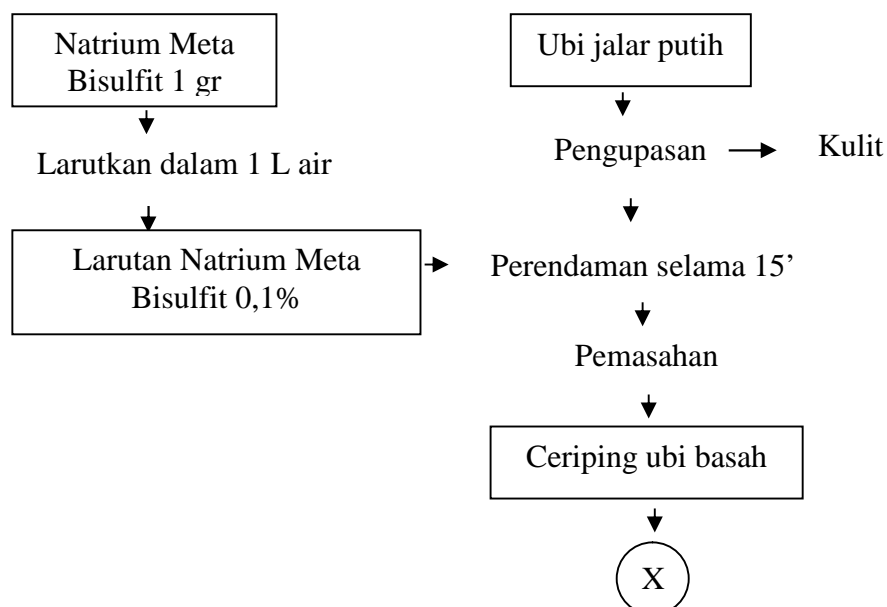 Natrium Meta
Bisulfit 1 gr
Larutkan dalam 1 L air
Larutan Natrium Meta
Bisulfit 0,1%
Ubi jalar putih
Pengupasan
Kulit
Perendaman selama 15’
Pemasahan
Ceriping ubi basah
X